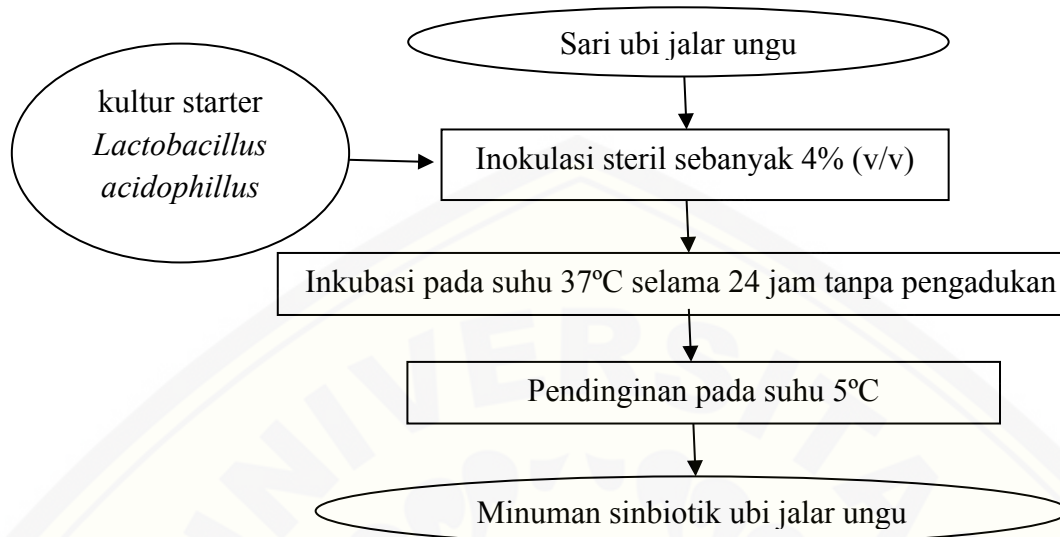 Sari ubi jalar ungu
kultur starter
Lactobacillus
acidophillus
Inokulasi steril sebanyak 4% (v/v)
Inkubasi pada suhu 37ºC selama 24 jam tanpa pengadukan
Pendinginan pada suhu 5ºC
Minuman sinbiotik ubi jalar ungu
NIVERSITA